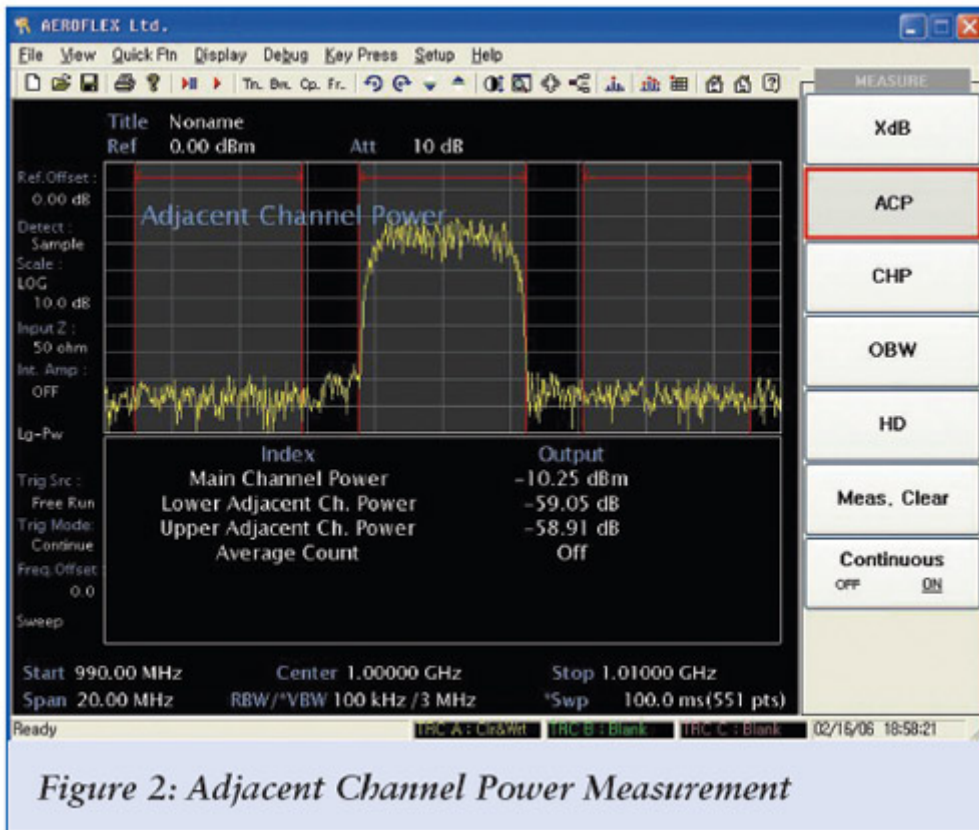 AEROFLEX Ltd.
File View Quick Ftn Display Debug Key Press Setup Help
Tn.. Bw.. Cp.. Fr..
MEASURE
Title Noname
Ref 0.00 dBm Att 10 dB
Ref.Offset :
0.00 dB
Detect :
Sample
Scale :
LOG
10.0 dB
Input Z :
50 ohm
Int. Amp :
OFF
Lg-Pw
Adjacent Channel Power
Index Output
Main Channel Power -10.25 dBm
Lower Adjacent Ch. Power -59.05 dB
Upper Adjacent Ch. Power -58.91 dB
Average Count Off
Trig Src :
Free Run
Trig Mode:
Continue
Freq.Offset :
0.0
Sweep
Start 990.00 MHz Center 1.00000 GHz Stop 1.01000 GHz
Span 20.00 MHz RBW/*VBW 100 kHz /3 MHz *Swp 100.0 ms(551 pts)
XdB
ACP
CHP
OBW
HD
Meas. Clear
Continuous
OFF ON
Ready TRC A : Clr&Wrt TRC B : Blank TRC C : Blank 02/16/06 18:58:21
Figure 2: Adjacent Channel Power Measurement